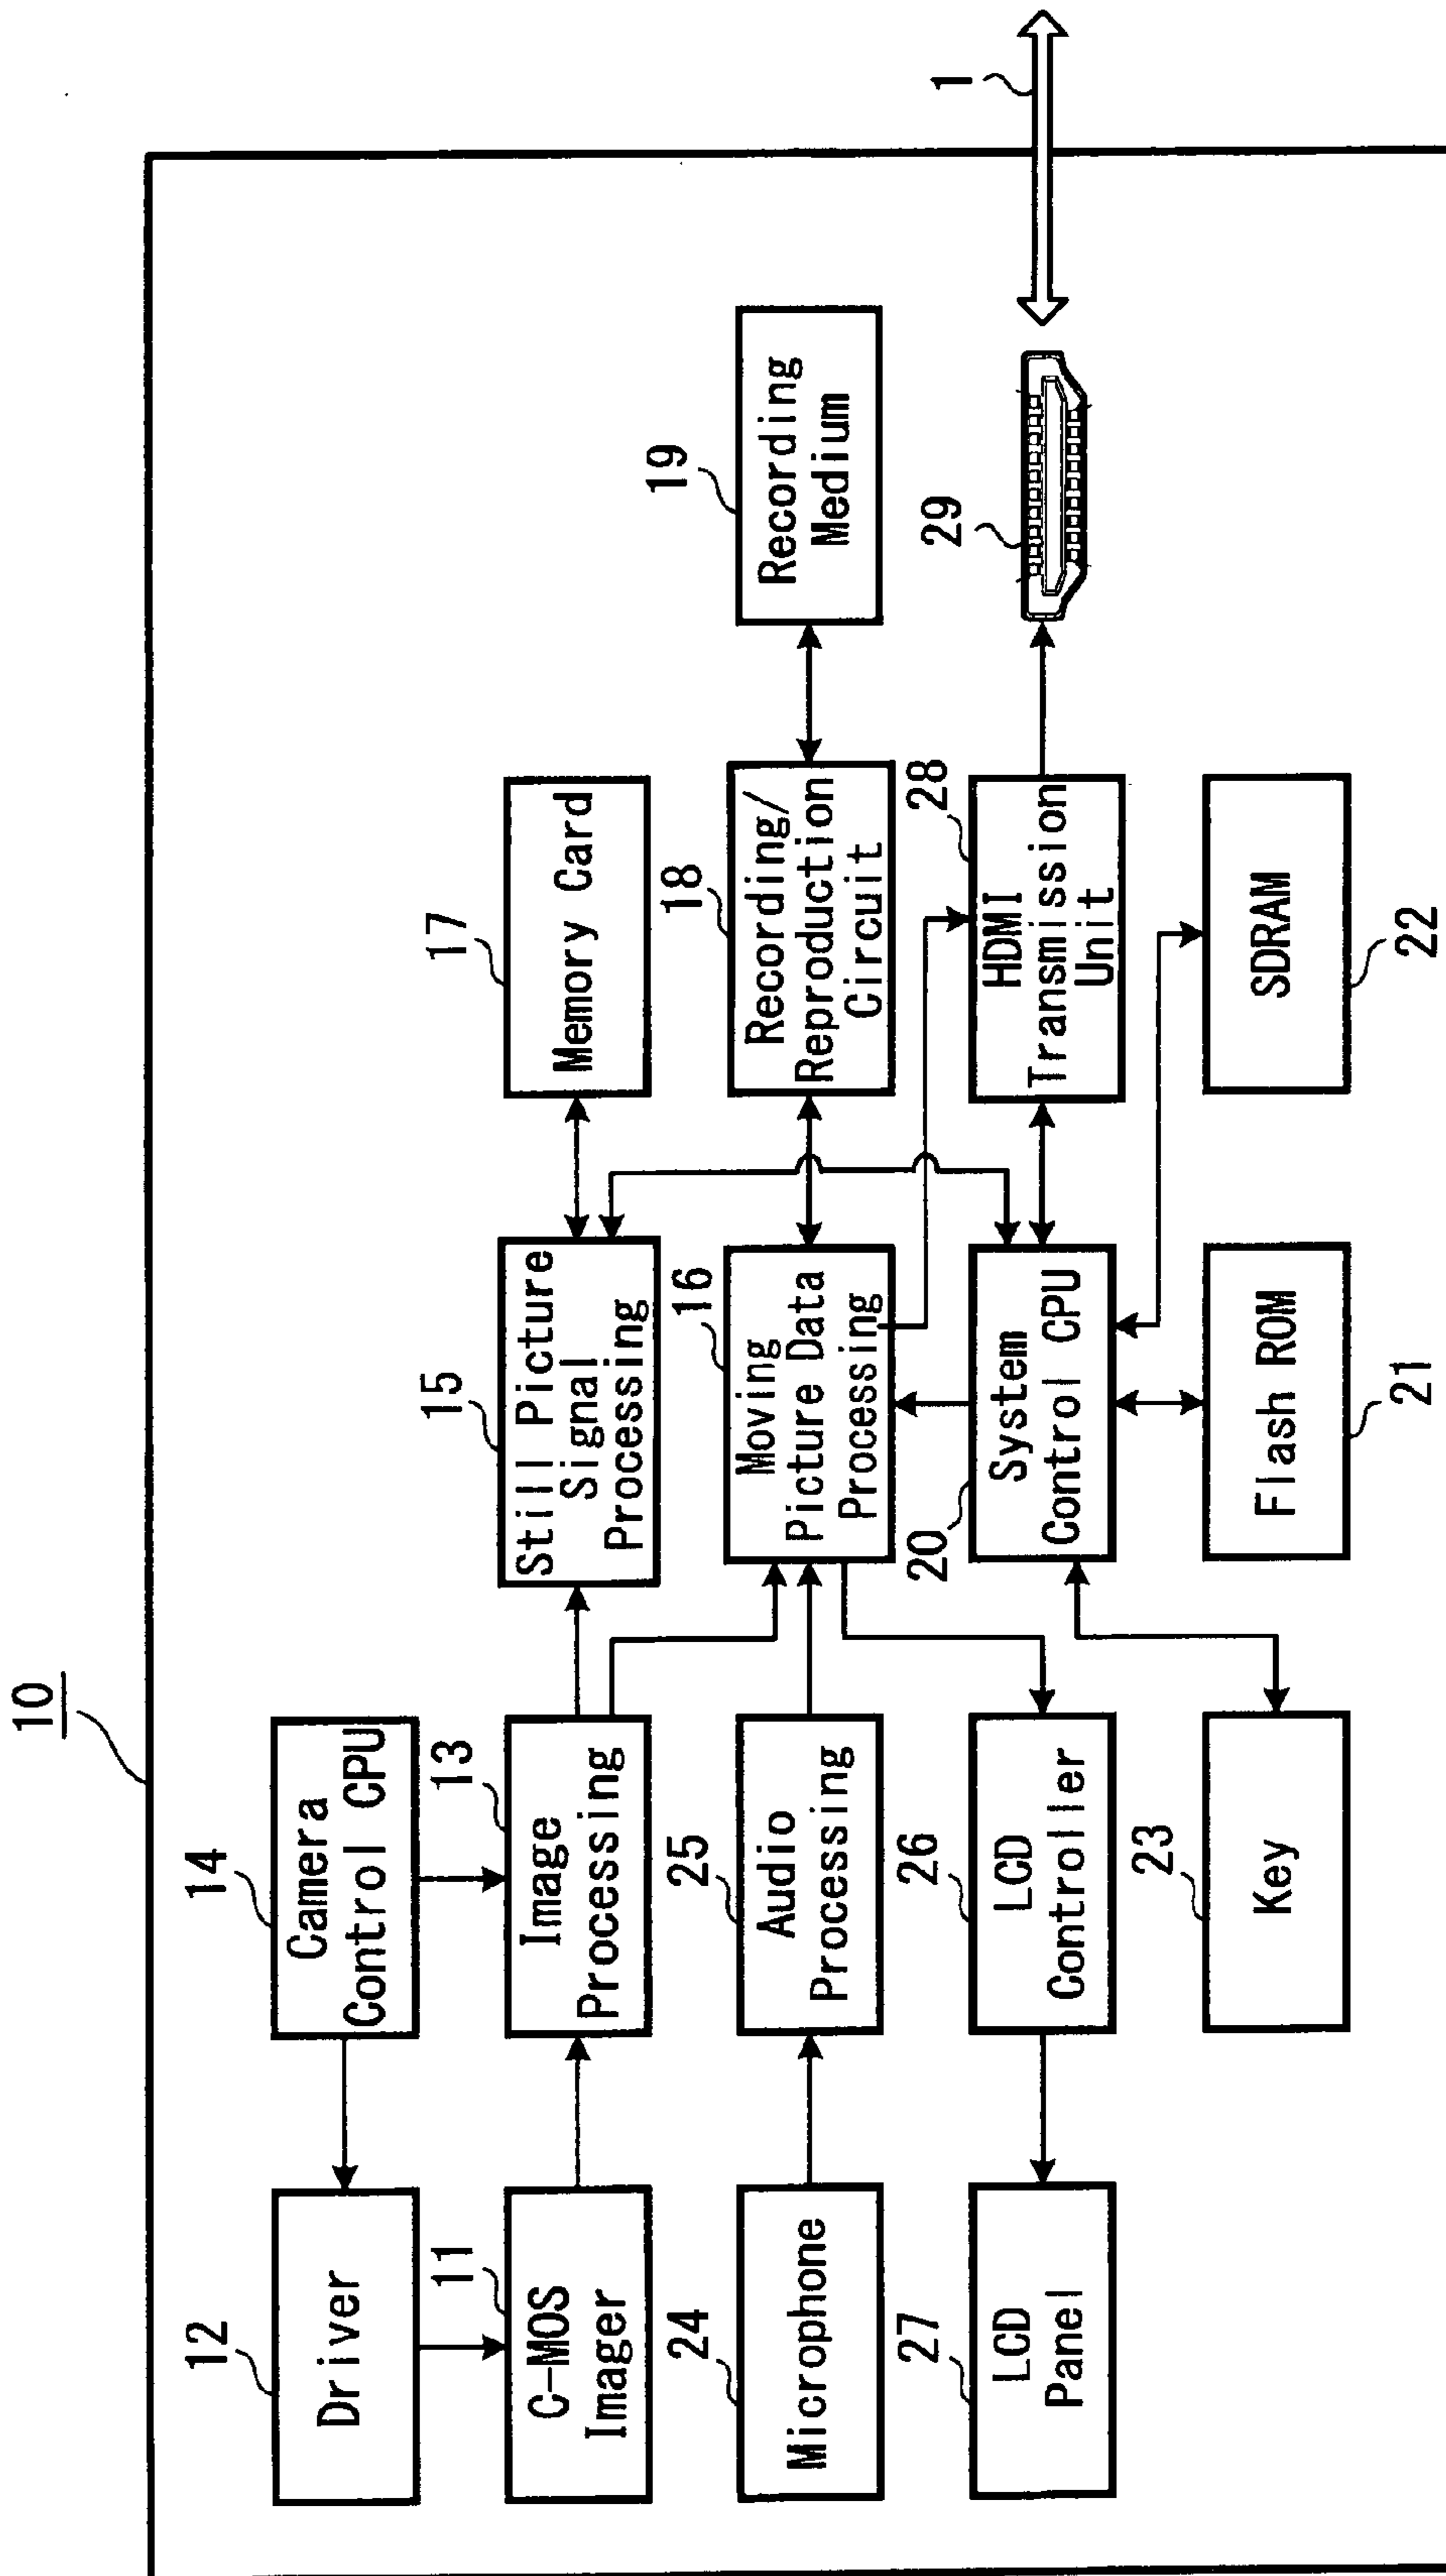 10
12
Driver
14
Camera
Control CPU
11
C-MOS
Imager
13
Image
Processing
15
Still Picture
Signal
Processing
17
Memory Card
24
Microphone
25
Audio
Processing
16
Moving
Picture Data
Processing
18
Recording/
Reproduction
Circuit
19
Recording
Medium
27
LCD
Panel
26
LCD
Controller
20
System
Control CPU
28
HDMI
Transmission
Unit
29
1
23
Key
Flash ROM
21
SDRAM
22